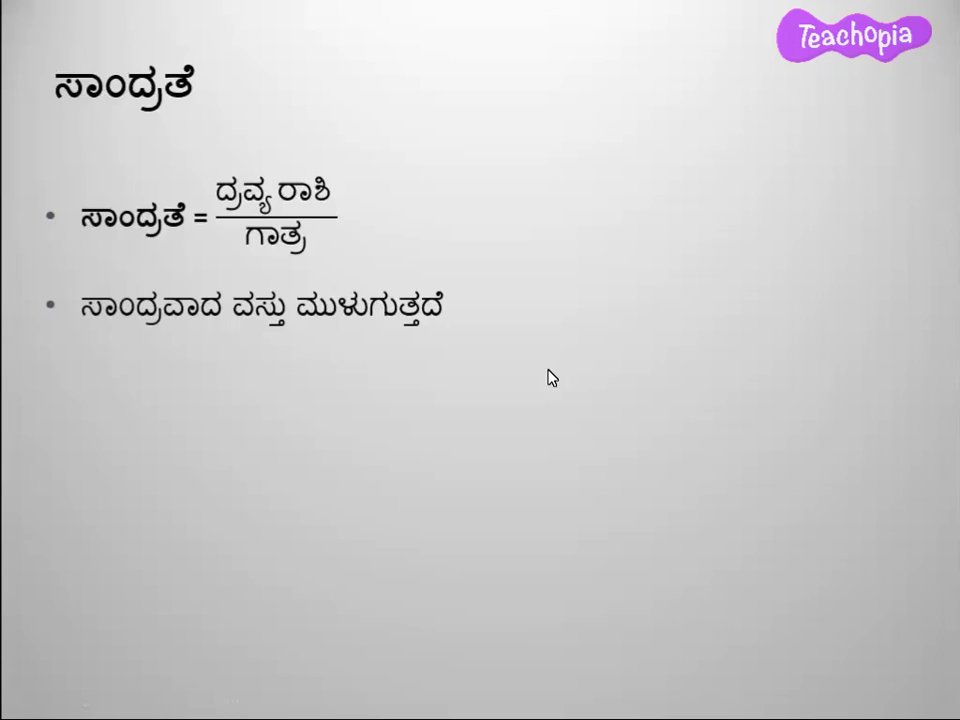 Teachopia
ಸಾಂದ್ರತೆ
• ಸಾಂದ್ರತೆ = ದ್ರವ್ಯ ರಾಶಿ
ಗಾತ್ರ
• ಸಾಂದ್ರವಾದ ವಸ್ತು ಮುಳುಗುತ್ತದೆ